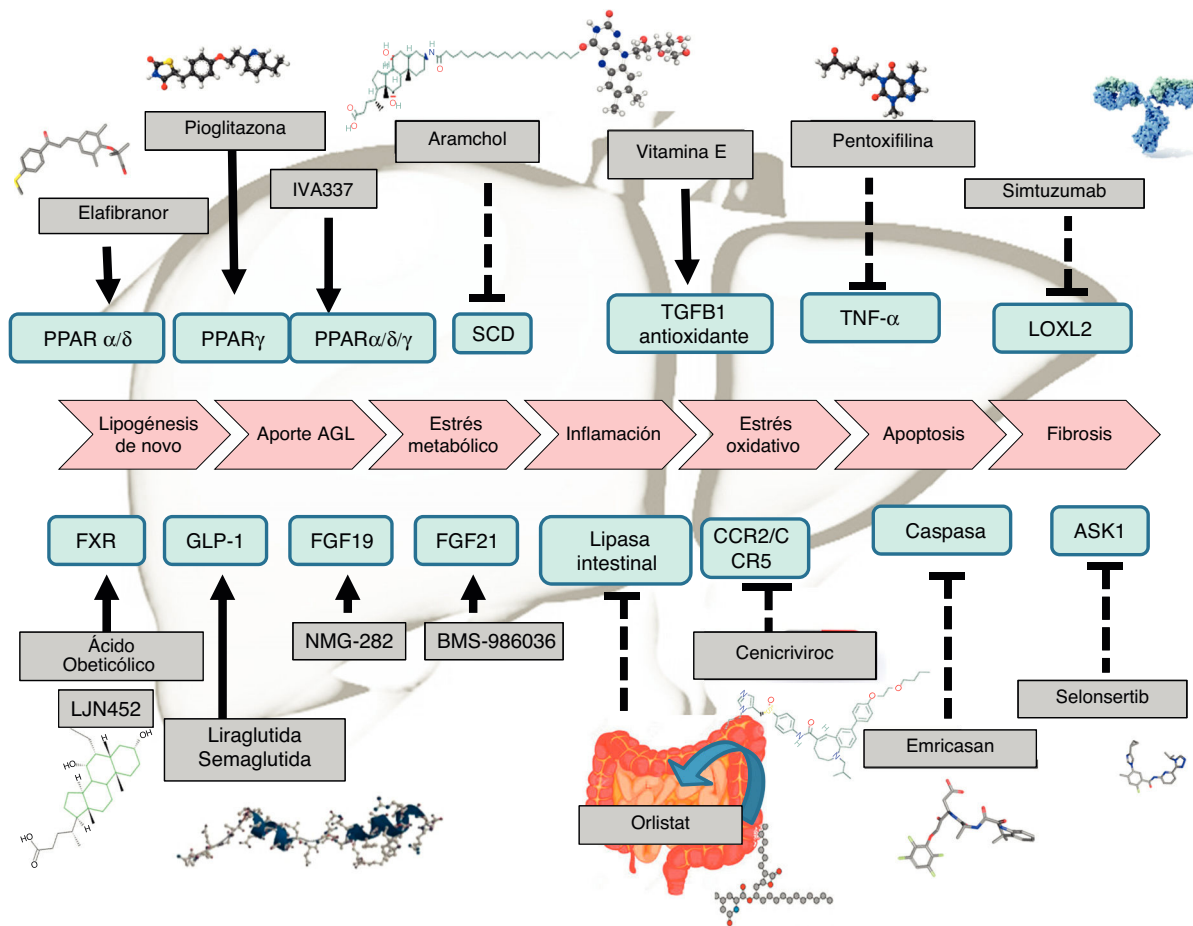 Pioglitazona
Aramchol
Vitamina E
Pentoxifilina
IVA337
Simtuzumab
Elafibranor
PPAR α/δ
PPARγ
PPARα/δ/γ
SCD
TGFB1
antioxidante
TNF-α
LOXL2
Lipogénesis
de novo
Aporte AGL
Estrés
metabólico
Inflamación
Estrés
oxidativo
Apoptosis
Fibrosis
FXR
GLP-1
FGF19
FGF21
Lipasa
intestinal
CCR2/C
CR5
Caspasa
ASK1
Ácido
Obeticólico
NMG-282
BMS-986036
Cenicriviroc
LJN452
Selonsertib
Liraglutida
Semaglutida
Emricasan
Orlistat